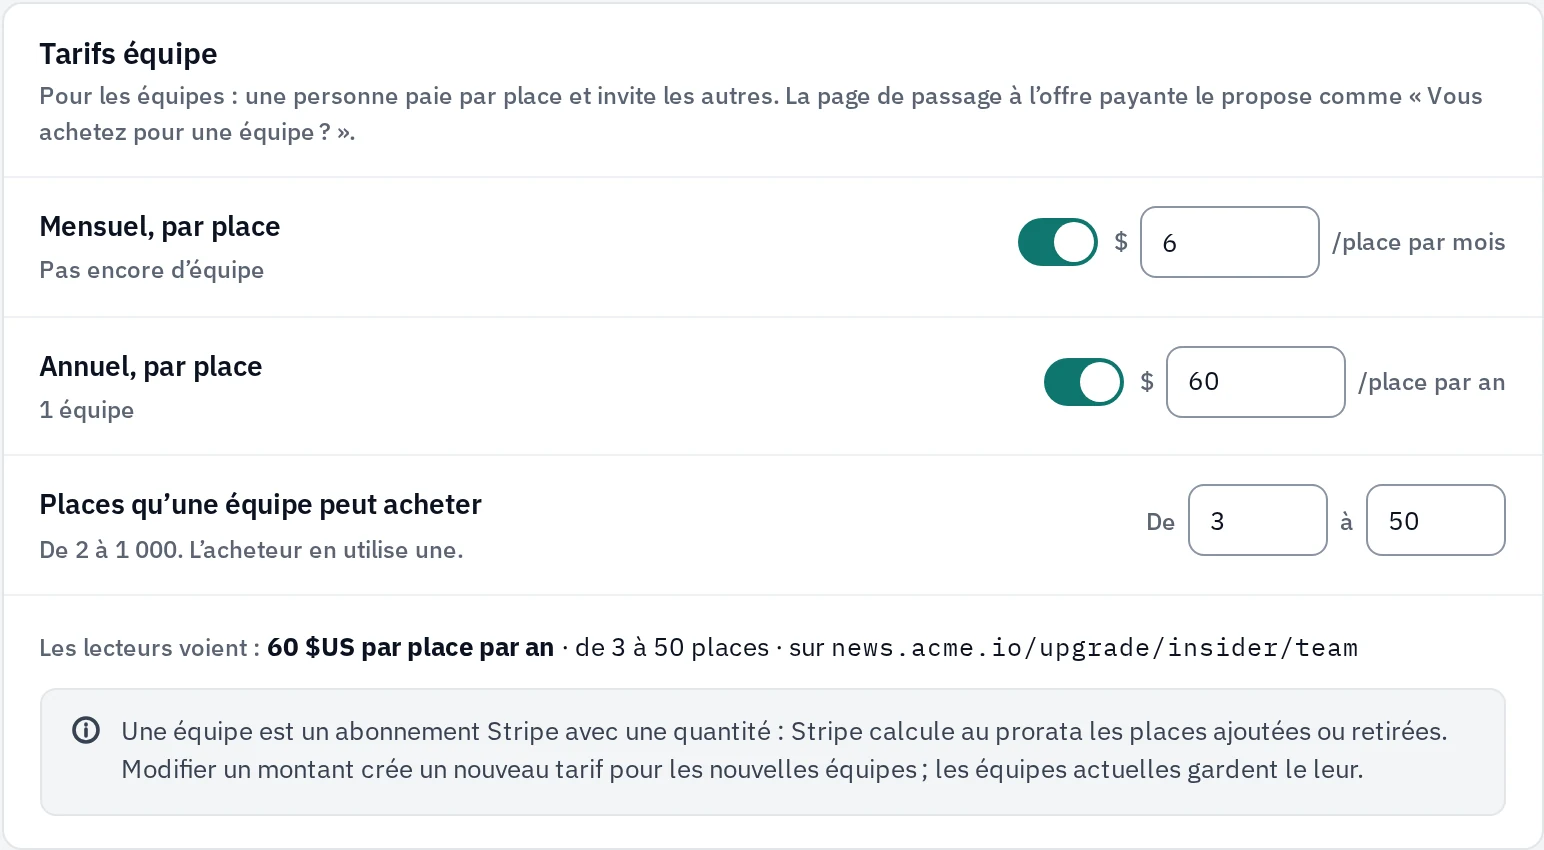 Tarifs équipe
Pour les équipes : une personne paie par place et invite les autres. La page de passage à l’offre payante le propose comme « Vous
achetez pour une équipe ? ».
Mensuel, par place
$ 6 /place par mois
Pas encore d’équipe
Annuel, par place
$ 60 /place par an
1 équipe
Places qu’une équipe peut acheter
De 3 à 50
De 2 à 1 000. L’acheteur en utilise une.
Les lecteurs voient : 60 $US par place par an · de 3 à 50 places · sur news.acme.io/upgrade/insider/team
Une équipe est un abonnement Stripe avec une quantité : Stripe calcule au prorata les places ajoutées ou retirées.
Modifier un montant crée un nouveau tarif pour les nouvelles équipes ; les équipes actuelles gardent le leur.